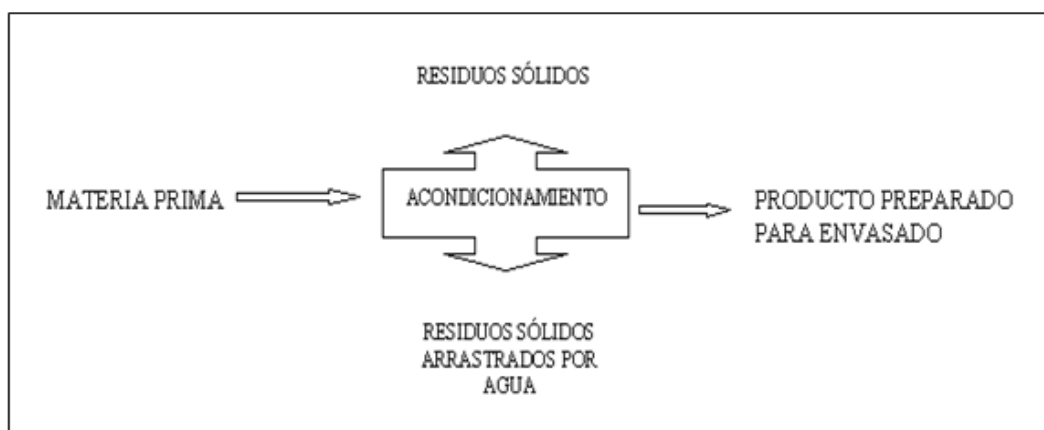 RESIDUOS SÓLIDOS
MATERIA PRIMA
ACONDICIONAMIENTO
PRODUCTO PREPARADO
PARA ENVASADO
RESIDUOS SÓLIDOS
ARRASTRADOS POR
AGUA